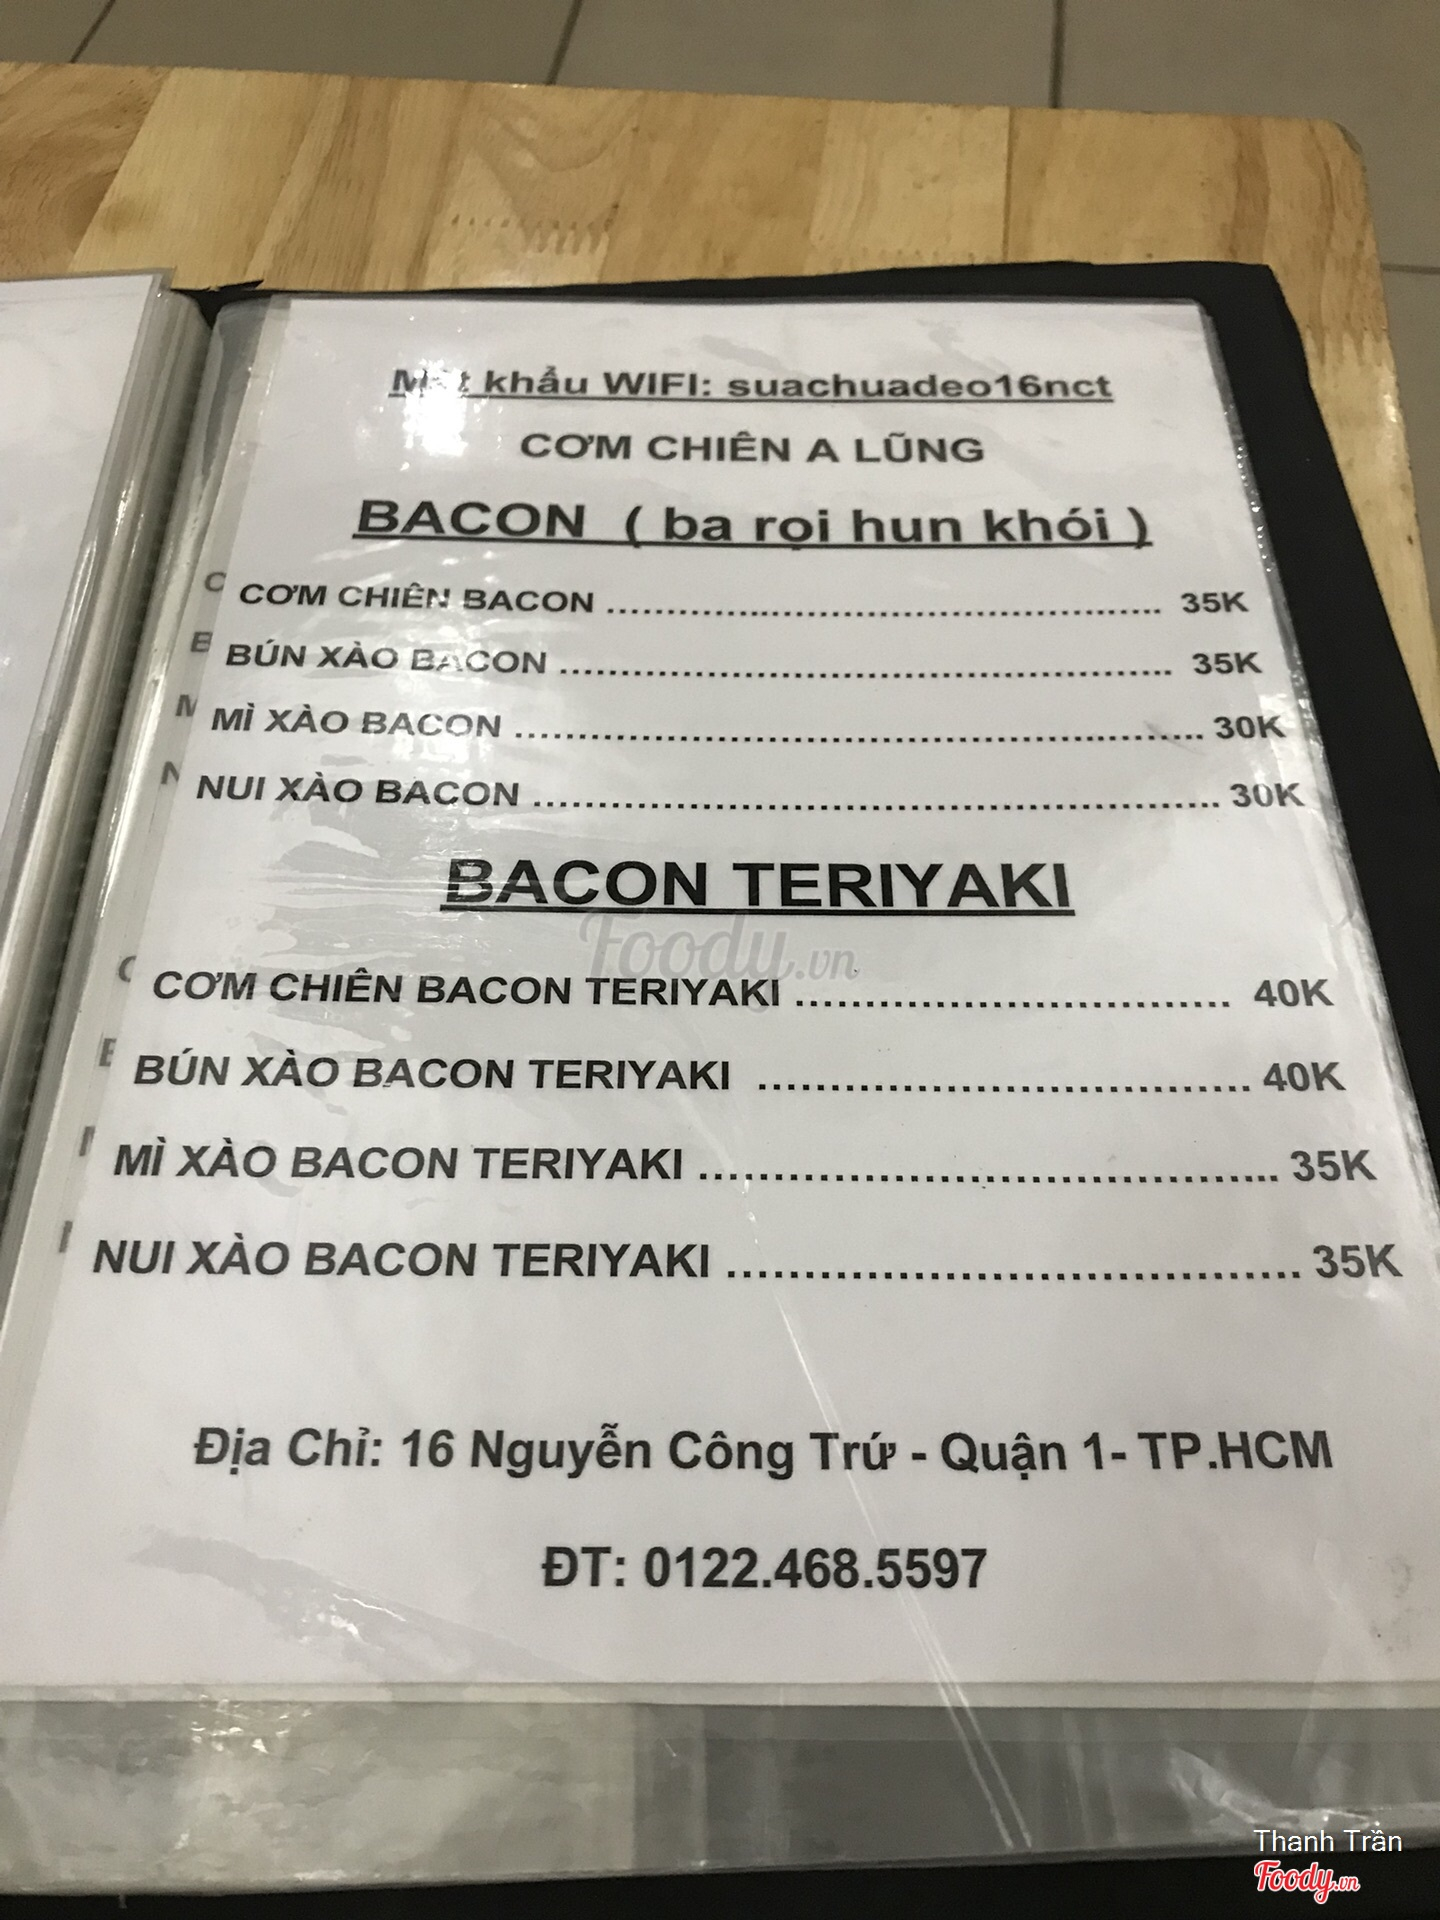 Mật khẩu WIFI: suachuadeo16nct
CƠM CHIÊN A LŨNG
BACON ( ba rọi hun khói )
CƠM CHIÊN BACON ........................................... 35K
BÚN XÀO BACON ............................................... 35K
MÌ XÀO BACON ..................................................... 30K
NUI XÀO BACON ..................................................... 30K
BACON TERIYAKI
Foody.vn
CƠM CHIÊN BACON TERIYAKI ............................... 40K
BÚN XÀO BACON TERIYAKI .................................. 40K
MÌ XÀO BACON TERIYAKI ....................................... 35K
NUI XÀO BACON TERIYAKI ..................................... 35K
Địa Chỉ: 16 Nguyễn Công Trứ - Quận 1- TP.HCM
ĐT: 0122.468.5597
Thanh Trần
Foody.vn